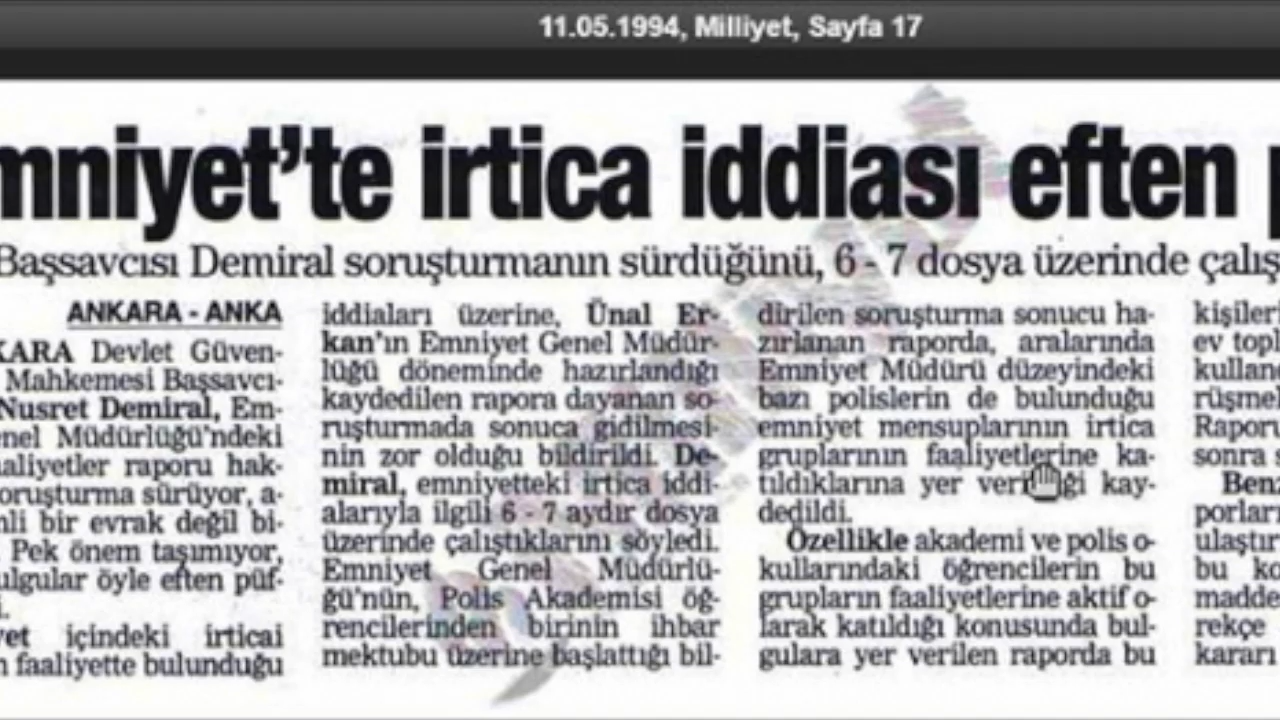 11.05.1994, Milliyet, Sayfa 17
mniyet'te irtica iddiası eften
Başsavcısı Demiral soruşturmanın sürdüğünü, 6 - 7 dosya üzerinde çalış
ANKARA - ANKA
KARA Devlet Güven-
Mahkemesi Başsavcı-
Nusret Demiral, Em-
enel Müdürlüğü'ndeki
aaliyetler raporu hak-
oruşturma sürüyor, a-
mli bir evrak değil bi-
Pek önem taşımıyor,
ulgular öyle eften püf-
i.
yet içindeki irticai
n faaliyette bulunduğu
iddiaları üzerine, Ünal Er-
kan'ın Emniyet Genel Müdür-
lüğü döneminde hazırlandığı
kaydedilen rapora dayanan so-
ruşturmada sonuca gidilmesi-
nin zor olduğu bildirildi. De-
miral, emniyetteki irtica iddi-
alarıyla ilgili 6 - 7 aydır dosya
üzerinde çalıştıklarını söyledi.
Emniyet Genel Müdürlü-
ğü'nün, Polis Akademisi öğ-
rencilerinden birinin ihbar
mektubu üzerine başlattığı bil-
dirilen soruşturma sonucu ha-
zırlanan raporda, aralarında
Emniyet Müdürü düzeyindeki
bazı polislerin de bulunduğu
emniyet mensuplarının irtica
gruplarının faaliyetlerine ka-
tıldıklarına yer verildiği kay-
dedildi.
Özellikle akademi ve polis o-
kullarındaki öğrencilerin bu
grupların faaliyetlerine aktif o-
larak katıldığı konusunda bul-
gulara yer verilen raporda bu
kişiler
ev topl
kullan
rüşme
Rapor
sonra s
Benz
porlar
ulaştır
bu ko
madde
rekçe
kararı